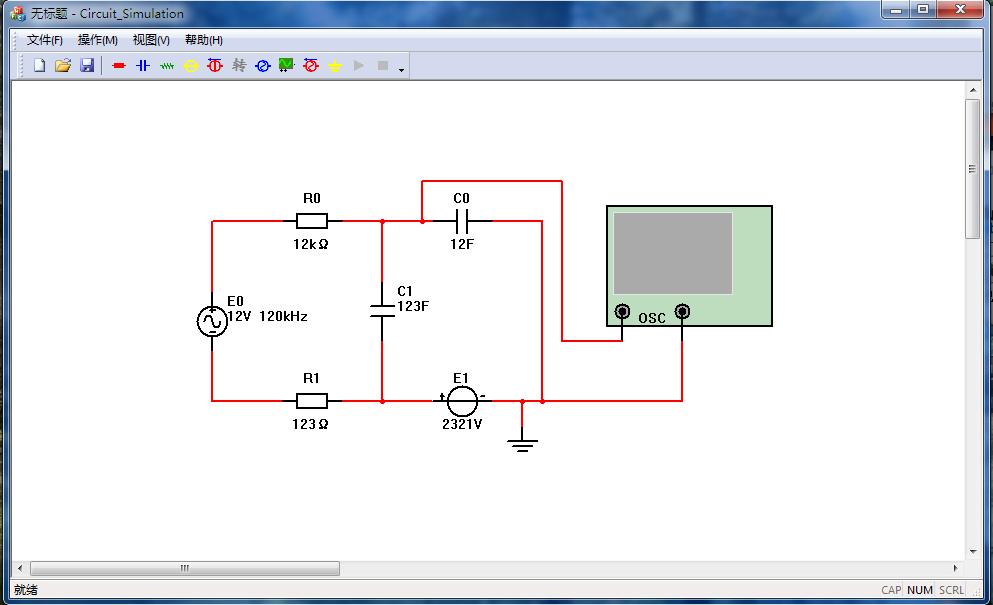 无标题 - Circuit_Simulation
文件(F) 操作(M) 视图(V) 帮助(H)
转
R0
12kΩ
C0
12F
E0
12V 120kHz
C1
123F
OSC
R1
123Ω
E1
+ -
2321V
就绪
CAP NUM SCRL